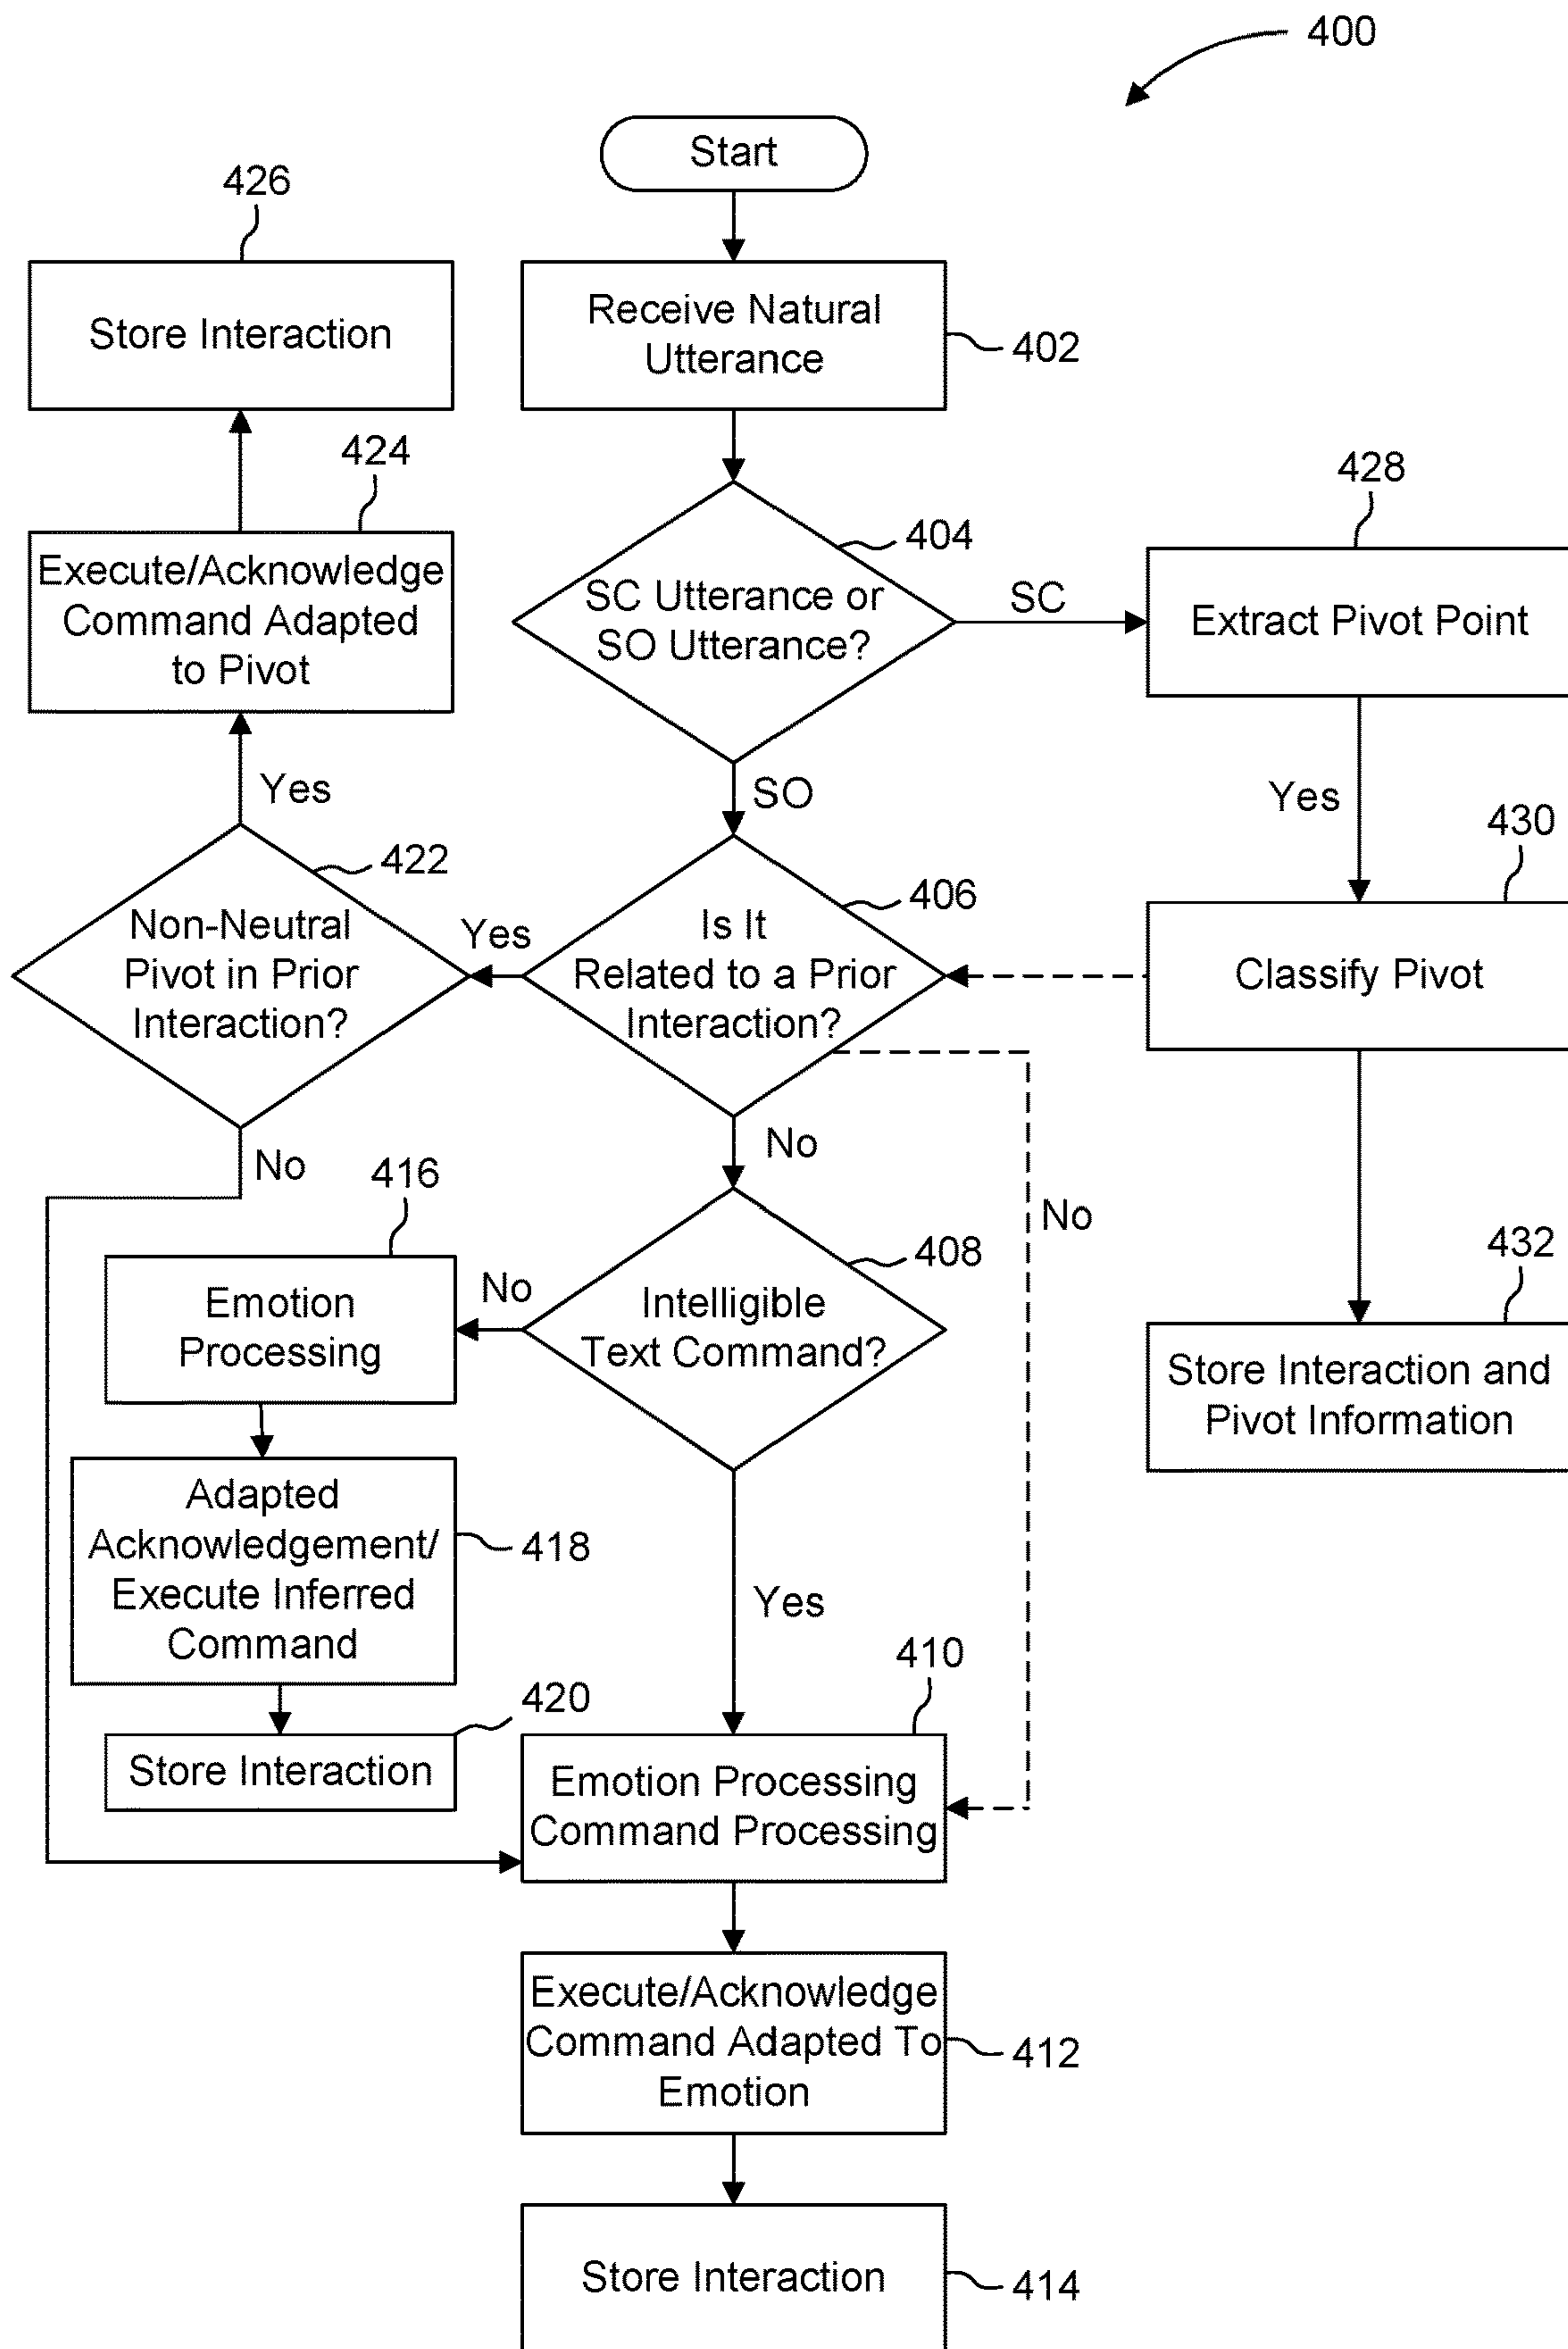 400
Start
426
Store Interaction
Receive Natural
Utterance
402
424
Execute/Acknowledge
Command Adapted
to Pivot
404
SC Utterance or
SO Utterance?
SC
428
Extract Pivot Point
Yes
SO
Yes
430
422
Non-Neutral
Pivot in Prior
Interaction?
Yes
406
Is It
Related to a Prior
Interaction?
Classify Pivot
No
No
No
416
Emotion
Processing
No
408
Intelligible
Text Command?
432
Store Interaction and
Pivot Information
Adapted
Acknowledgement/
Execute Inferred
Command
418
Yes
420
Store Interaction
410
Emotion Processing
Command Processing
Execute/Acknowledge
Command Adapted To
Emotion
412
Store Interaction
414